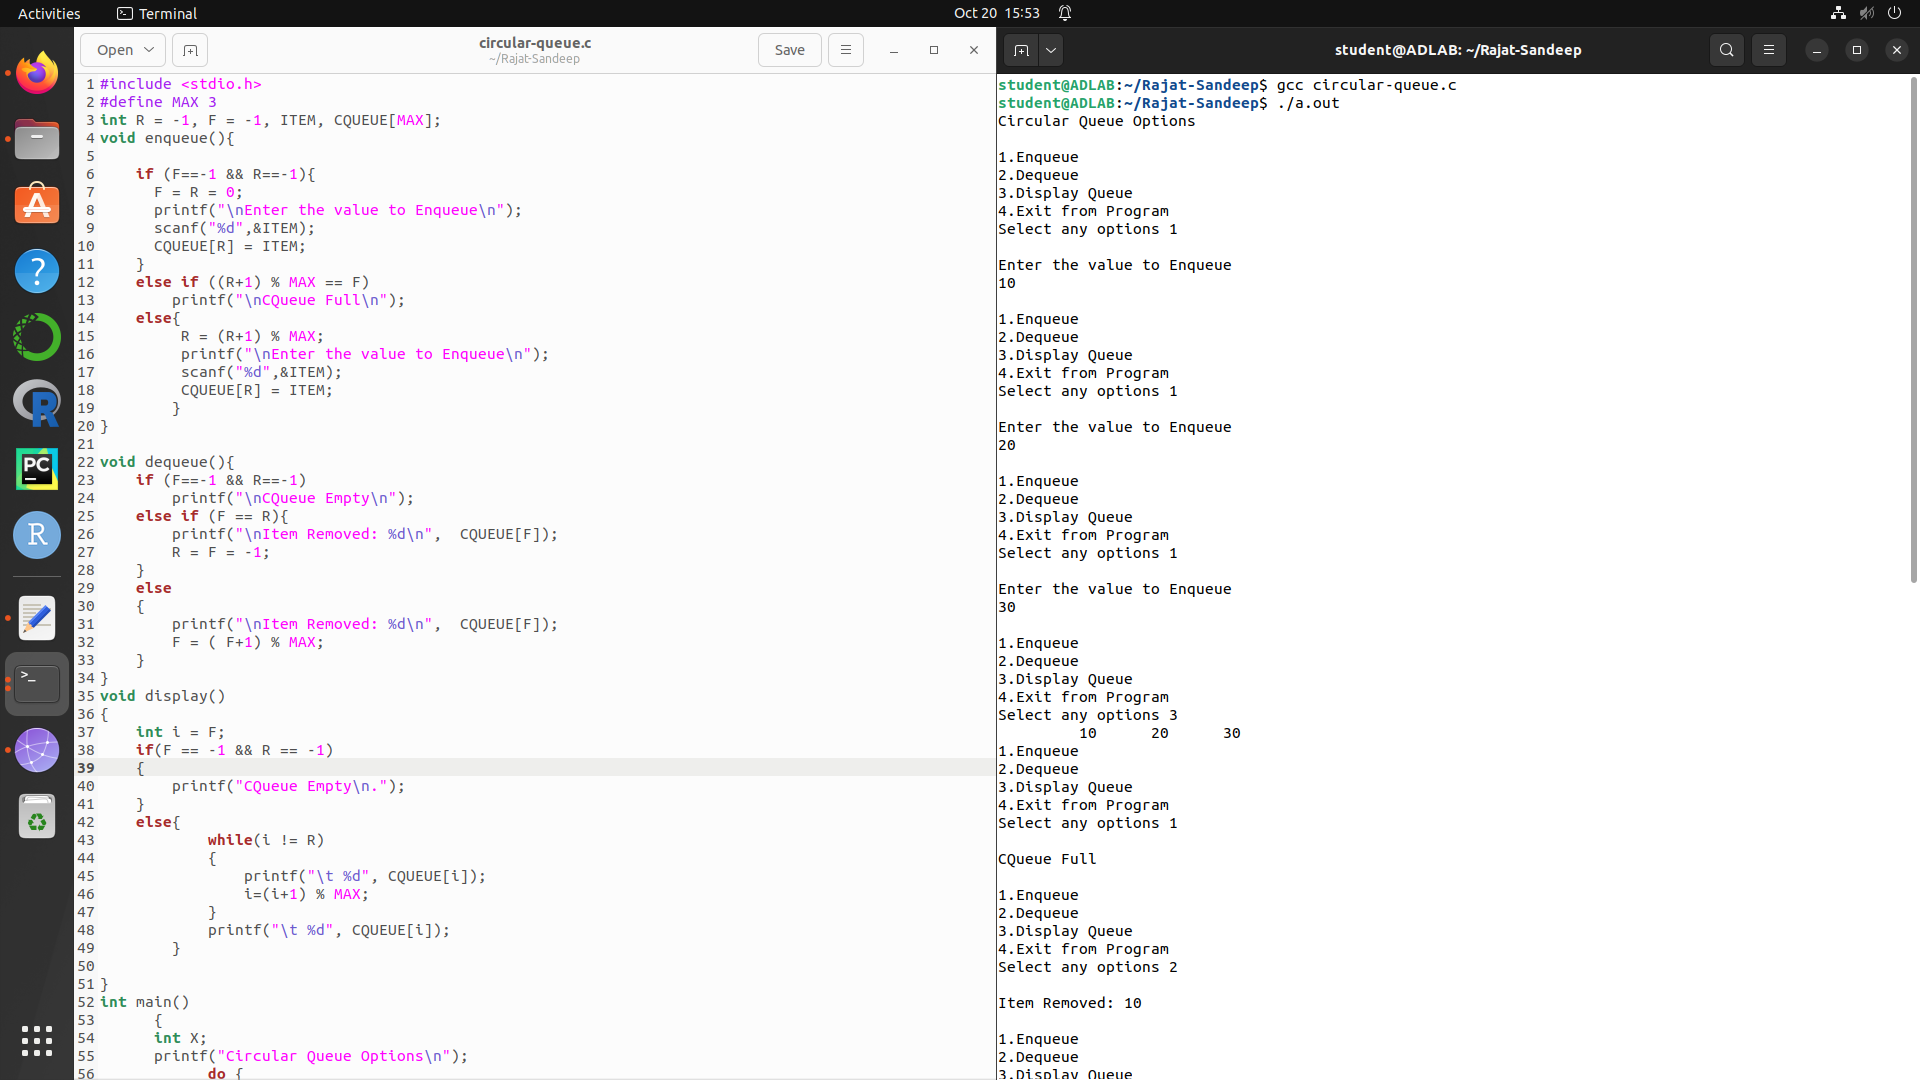 Activities
Terminal
Oct 20 15:53
Open
circular-queue.c
~/Rajat-Sandeep
Save
1 #include <stdio.h>
2 #define MAX 3
3 int R = -1, F = -1, ITEM, CQUEUE[MAX];
4 void enqueue(){
5
6     if (F==-1 && R==-1){
7       F = R = 0;
8       printf("\nEnter the value to Enqueue\n");
9       scanf("%d",&ITEM);
10       CQUEUE[R] = ITEM;
11     }
12     else if ((R+1) % MAX == F)
13         printf("\nCQueue Full\n");
14     else{
15          R = (R+1) % MAX;
16          printf("\nEnter the value to Enqueue\n");
17          scanf("%d",&ITEM);
18          CQUEUE[R] = ITEM;
19         }
20 }
21
22 void dequeue(){
23     if (F==-1 && R==-1)
24         printf("\nCQueue Empty\n");
25     else if (F == R){
26         printf("\nItem Removed: %d\n",  CQUEUE[F]);
27         R = F = -1;
28     }
29     else
30     {
31         printf("\nItem Removed: %d\n",  CQUEUE[F]);
32         F = ( F+1) % MAX;
33     }
34 }
35 void display()
36 {
37     int i = F;
38     if(F == -1 && R == -1)
39     {
40         printf("CQueue Empty\n.");
41     }
42     else{
43             while(i != R)
44             {
45                 printf("\t %d", CQUEUE[i]);
46                 i=(i+1) % MAX;
47             }
48             printf("\t %d", CQUEUE[i]);
49         }
50
51 }
52 int main()
53       {
54       int X;
55       printf("Circular Queue Options\n");
56             do {
student@ADLAB: ~/Rajat-Sandeep
student@ADLAB:~/Rajat-Sandeep$ gcc circular-queue.c
student@ADLAB:~/Rajat-Sandeep$ ./a.out
Circular Queue Options
1.Enqueue
2.Dequeue
3.Display Queue
4.Exit from Program
Select any options 1
Enter the value to Enqueue
10
1.Enqueue
2.Dequeue
3.Display Queue
4.Exit from Program
Select any options 1
Enter the value to Enqueue
20
1.Enqueue
2.Dequeue
3.Display Queue
4.Exit from Program
Select any options 1
Enter the value to Enqueue
30
1.Enqueue
2.Dequeue
3.Display Queue
4.Exit from Program
Select any options 3
10      20      30
1.Enqueue
2.Dequeue
3.Display Queue
4.Exit from Program
Select any options 1
CQueue Full
1.Enqueue
2.Dequeue
3.Display Queue
4.Exit from Program
Select any options 2
Item Removed: 10
1.Enqueue
2.Dequeue
3.Display Queue